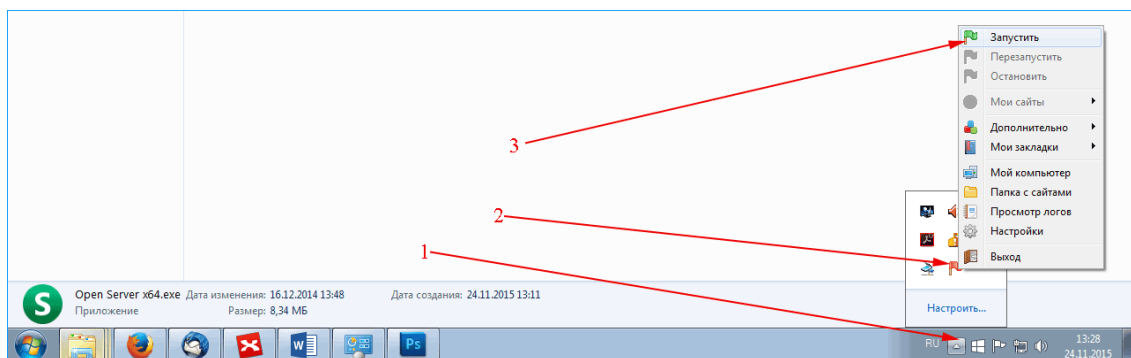 Запустить
Перезапустить
Остановить
Мои сайты
3
Дополнительно
Мои закладки
Мой компьютер
Папка с сайтами
2
Просмотр логов
Настройки
1
Выход
Open Server x64.exe Дата изменения: 16.12.2014 13:48 Дата создания: 24.11.2015 13:11
Приложение Размер: 8,34 МБ
Настроить...
RU 13:28
24.11.2015
S
W
Ps